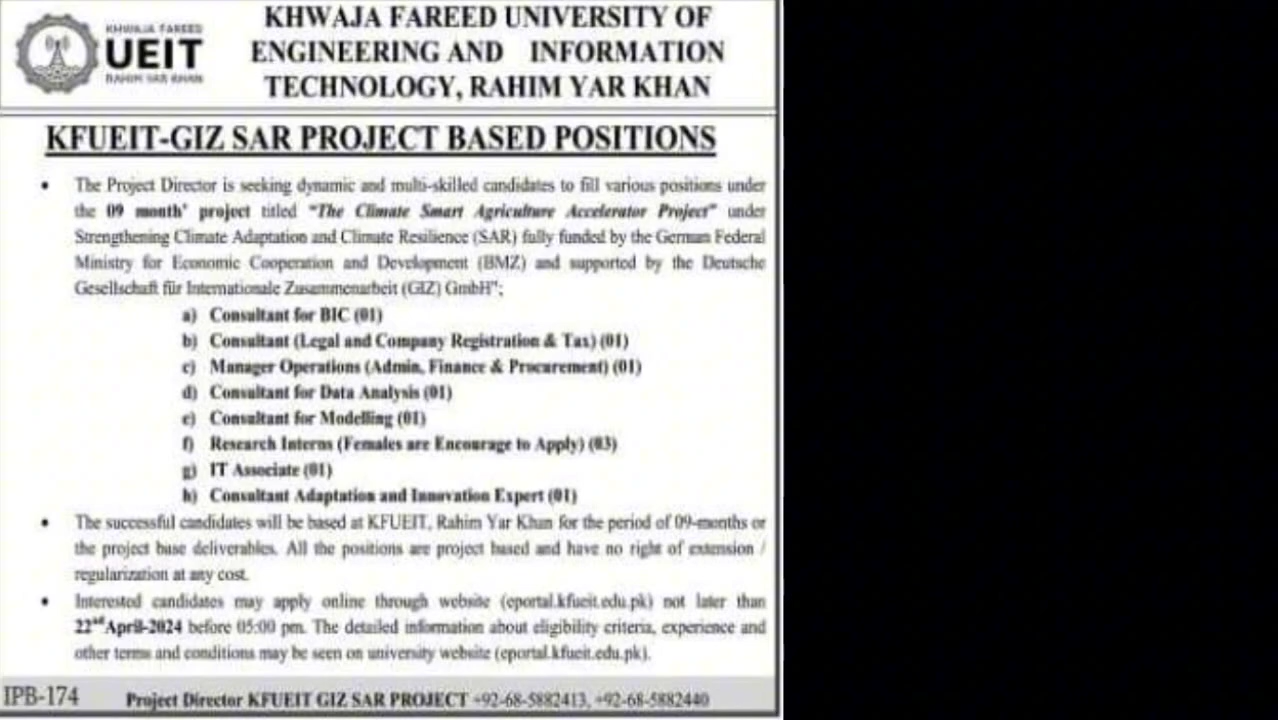 KHWAJA FAREED
UEIT
RAHIM YAR KHAN
KHWAJA FAREED UNIVERSITY OF
ENGINEERING AND INFORMATION
TECHNOLOGY, RAHIM YAR KHAN
KFUEIT-GIZ SAR PROJECT BASED POSITIONS
• The Project Director is seeking dynamic and multi-skilled candidates to fill various positions under
the 09 month' project titled "The Climate Smart Agriculture Accelerator Project" under
Strengthening Climate Adaptation and Climate Resilience (SAR) fully funded by the German Federal
Ministry for Economic Cooperation and Development (BMZ) and supported by the Deutsche
Gesellschaft für Internationale Zusammenarbeit (GIZ) GmbH";
a) Consultant for BIC (01)
b) Consultant (Legal and Company Registration & Tax) (01)
c) Manager Operations (Admin, Finance & Procurement) (01)
d) Consultant for Data Analysis (01)
e) Consultant for Modelling (01)
f) Research Interns (Females are Encourage to Apply) (03)
g) IT Associate (01)
h) Consultant Adaptation and Innovation Expert (01)
• The successful candidates will be based at KFUEIT, Rahim Yar Khan for the period of 09-months or
the project base deliverables. All the positions are project based and have no right of extension /
regularization at any cost.
• Interested candidates may apply online through website (eportal.kfueit.edu.pk) not later than
22nd April-2024 before 05:00 pm. The detailed information about eligibility criteria, experience and
other terms and conditions may be seen on university website (eportal.kfueit.edu.pk).
IPB-174
Project Director KFUEIT GIZ SAR PROJECT +92-68-5882413, +92-68-5882440